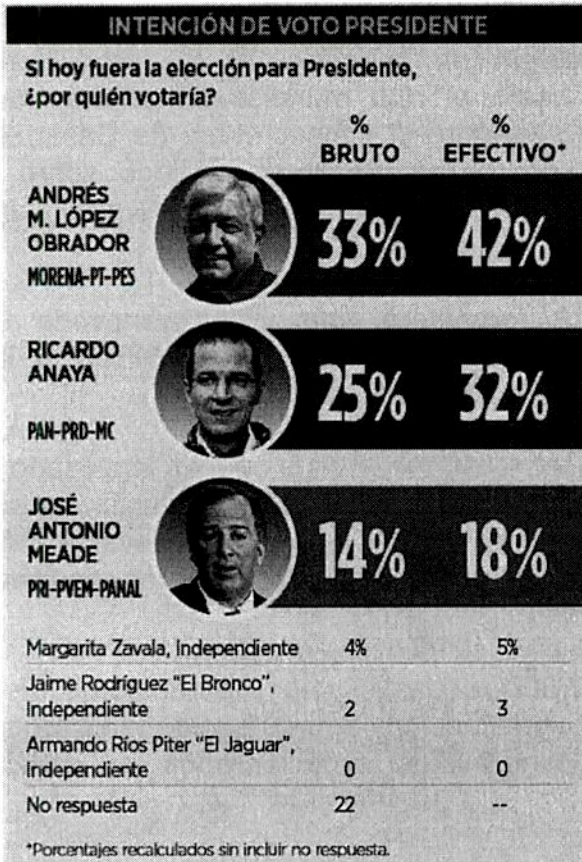 INTENCIÓN DE VOTO PRESIDENTE
Si hoy fuera la elección para Presidente,
¿por quién votaría?
% BRUTO
% EFECTIVO*
ANDRÉS
M. LÓPEZ
OBRADOR
MORENA-PT-PES
33% 42%
RICARDO
ANAYA
PAN-PRD-MC
25% 32%
JOSÉ
ANTONIO
MEADE
PRI-PVEM-PANAL
14% 18%
Margarita Zavala, Independiente 4% 5%
Jaime Rodríguez “El Bronco”,
Independiente 2 3
Armando Ríos Piter “El Jaguar”,
Independiente 0 0
No respuesta 22 --
*Porcentajes recalculados sin incluir no respuesta.